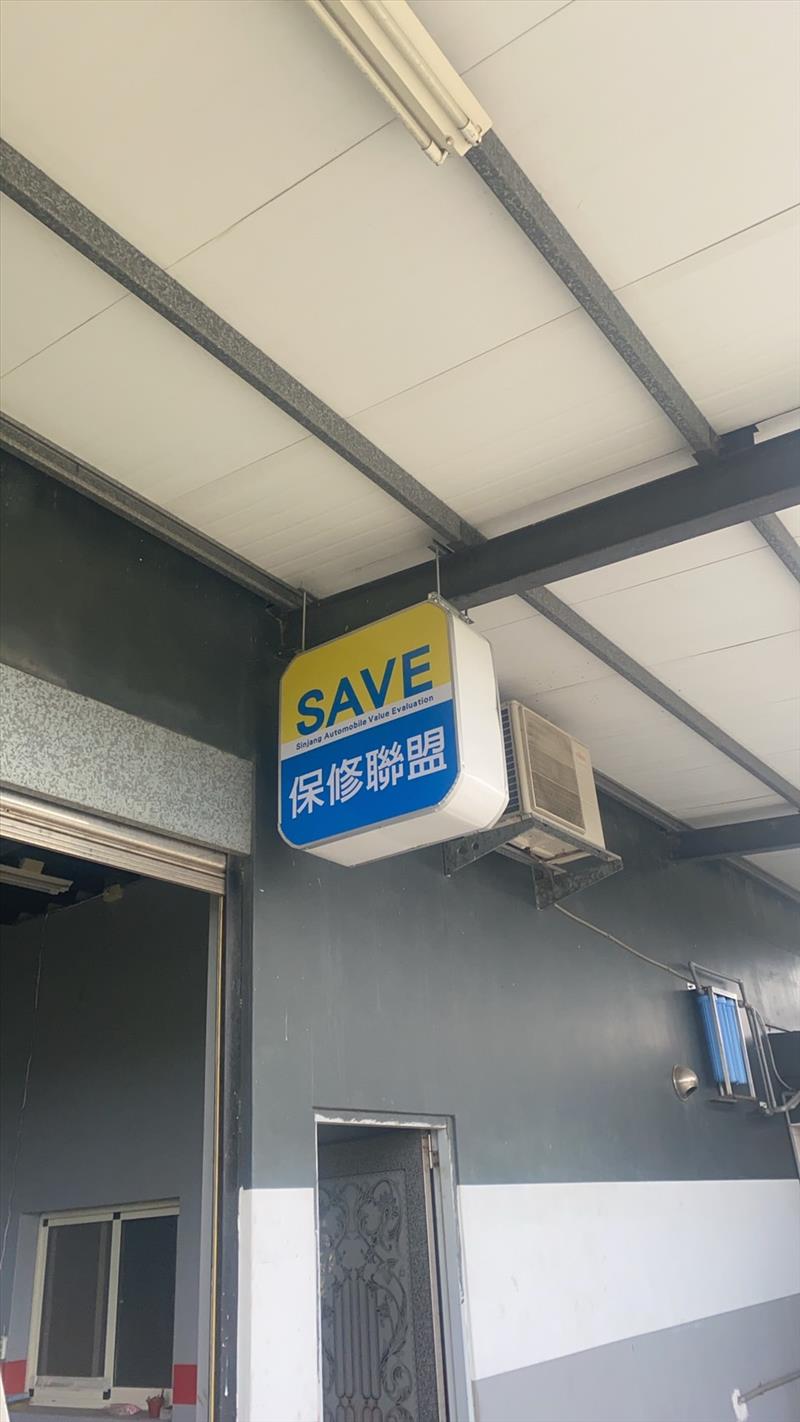 SAVE
Sinjang Automobile Value Evaluation
保修聯盟